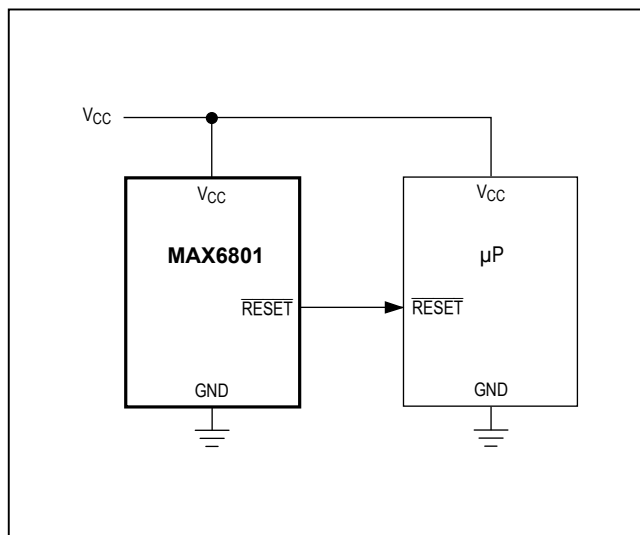 VCC
VCC
VCC
MAX6801
µP
RESET
RESET
GND
GND